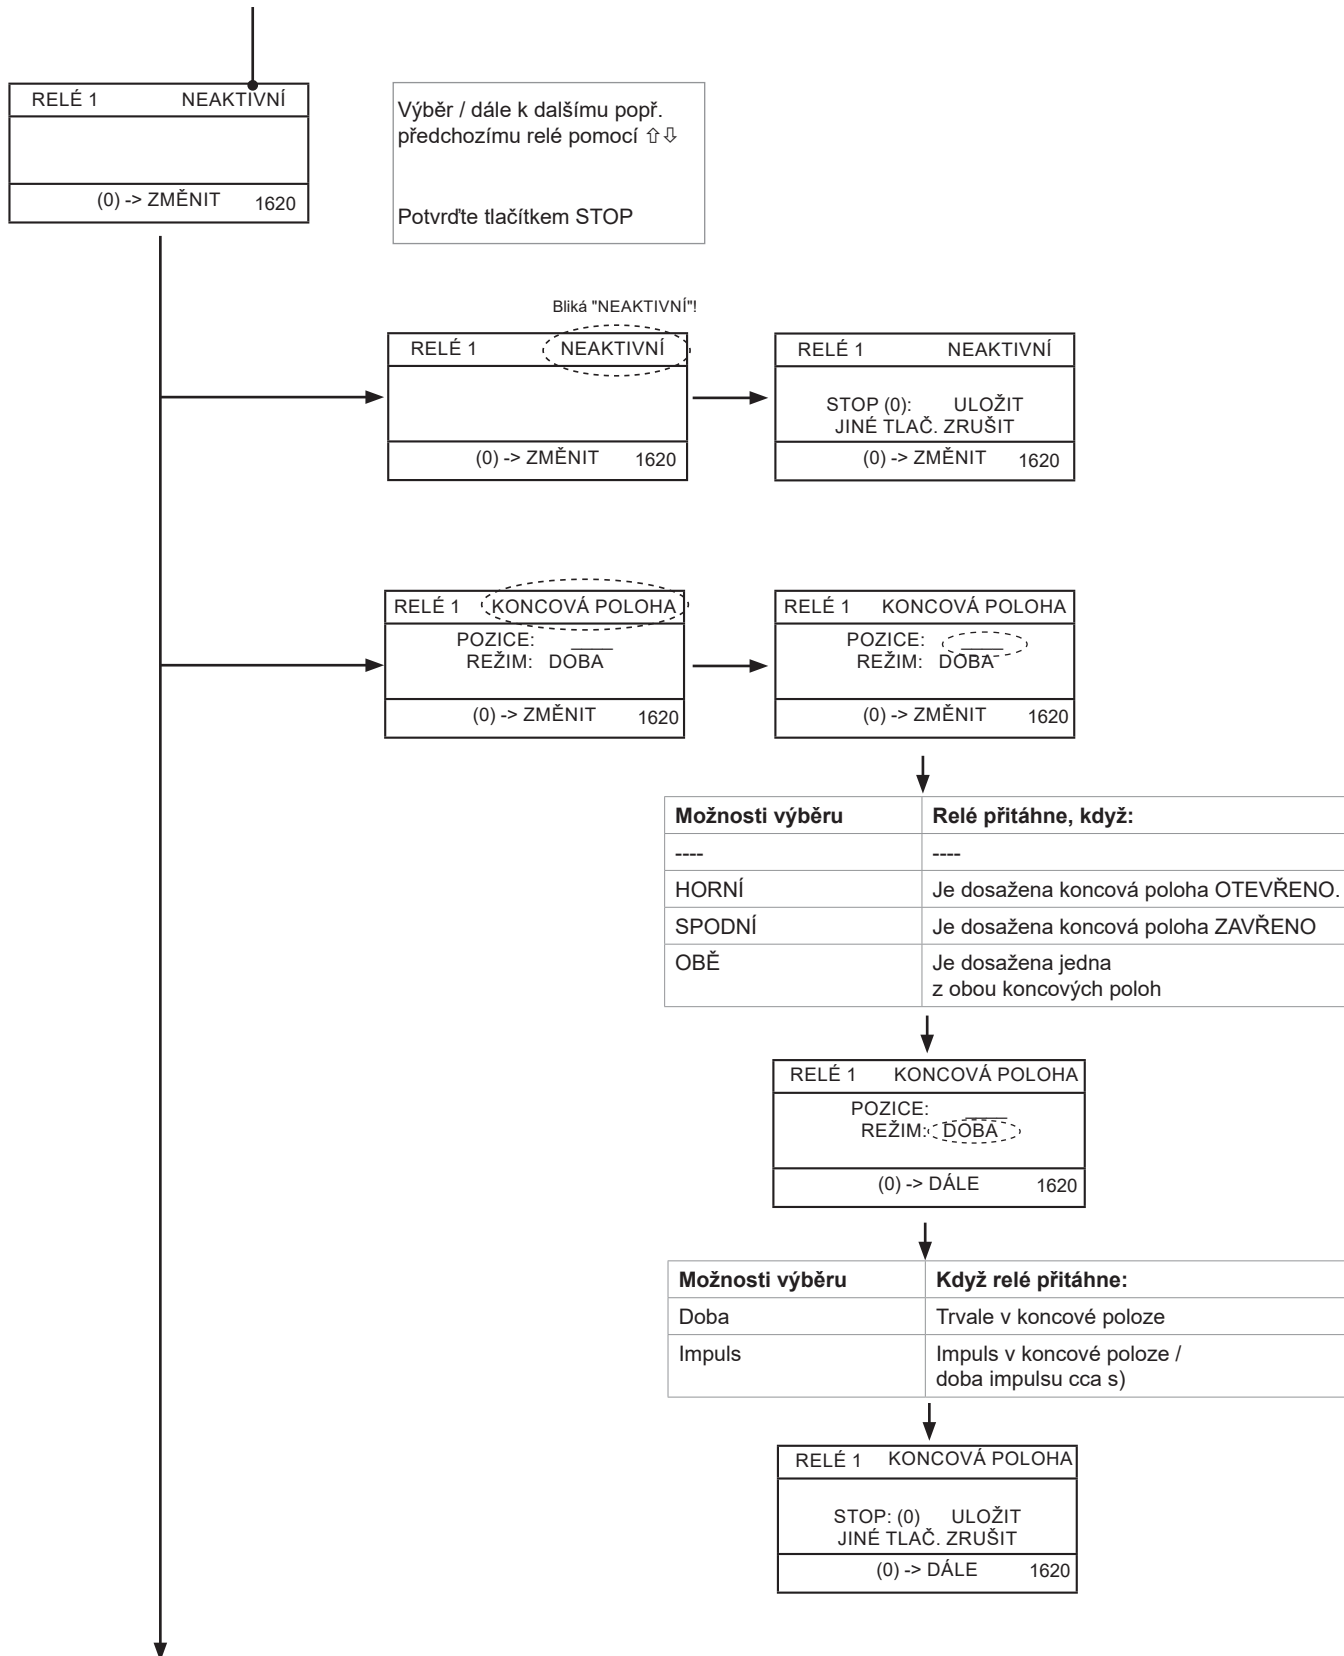 RELÉ 1 NEAKTIVNÍ
(0) -> ZMĚNIT 1620
Výběr / dále k dalšímu popř.
předchozímu relé pomocí ⇧⇩
Potvrďte tlačítkem STOP
Bliká "NEAKTIVNÍ"!
RELÉ 1 NEAKTIVNÍ
(0) -> ZMĚNIT 1620
RELÉ 1 NEAKTIVNÍ
STOP (0): ULOŽIT
JINÉ TLAČ. ZRUŠIT
(0) -> ZMĚNIT 1620
RELÉ 1 KONCOVÁ POLOHA
POZICE: ____
REŽIM: DOBA
(0) -> ZMĚNIT 1620
RELÉ 1 KONCOVÁ POLOHA
POZICE: ____
REŽIM: DOBA
(0) -> ZMĚNIT 1620
Možnosti výběru Relé přitáhne, když:
---- ----
HORNÍ Je dosažena koncová poloha OTEVŘENO.
SPODNÍ Je dosažena koncová poloha ZAVŘENO
OBĚ Je dosažena jedna
z obou koncových poloh
RELÉ 1 KONCOVÁ POLOHA
POZICE: ____
REŽIM: DOBA
(0) -> DÁLE 1620
Možnosti výběru Když relé přitáhne:
Doba Trvale v koncové poloze
Impuls Impuls v koncové poloze /
doba impulsu cca s)
RELÉ 1 KONCOVÁ POLOHA
STOP: (0) ULOŽIT
JINÉ TLAČ. ZRUŠIT
(0) -> DÁLE 1620